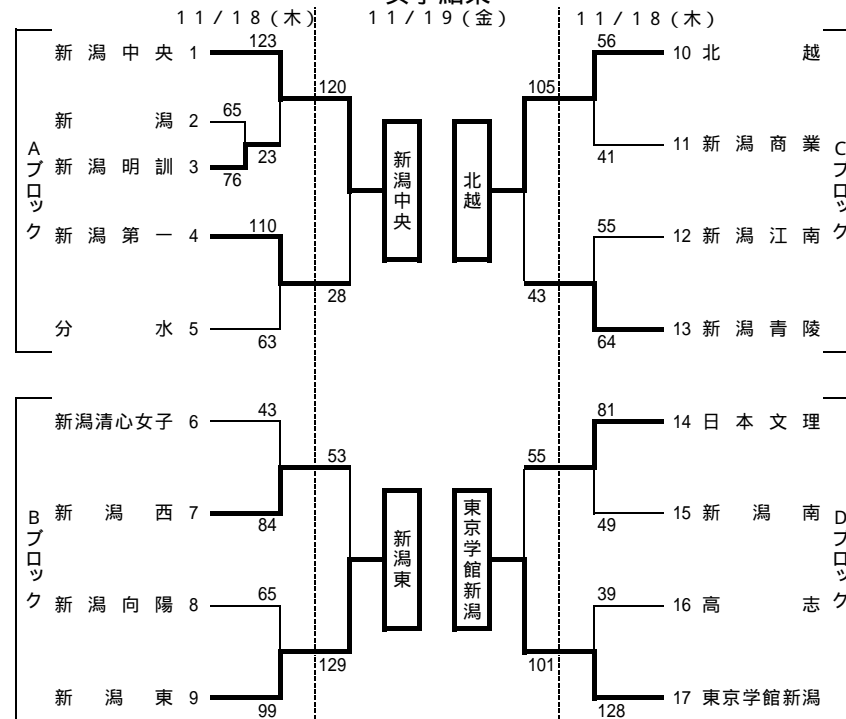 11/18(木) 11/19(金) 11/18(木)
Aブロック
新潟中央 1 123
新潟 2 65
新潟明訓 3 76
23
新潟第一 4 110
分水 5 63
120
28
新潟中央
Bブロック
新潟清心女子 6 43
新潟西 7 84
新潟向陽 8 65
新潟東 9 99
53
129
新潟東
Cブロック
56 10 北越
41 11 新潟商業
55 12 新潟江南
64 13 新潟青陵
105
43
北越
Dブロック
81 14 日本文理
49 15 新潟南
39 16 高志
128 17 東京学館新潟
55
101
東京学館新潟